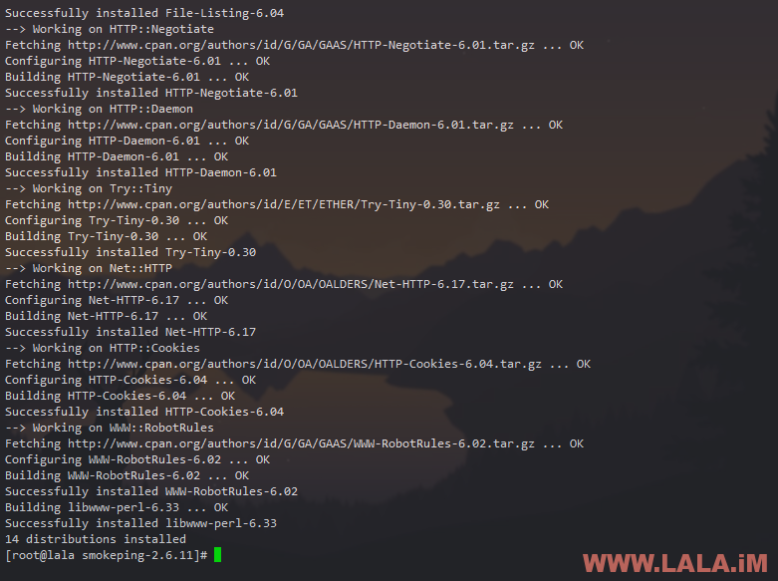 Successfully installed File-Listing-6.04
--> Working on HTTP::Negotiate
Fetching http://www.cpan.org/authors/id/G/GA/GAAS/HTTP-Negotiate-6.01.tar.gz ... OK
Configuring HTTP-Negotiate-6.01 ... OK
Building HTTP-Negotiate-6.01 ... OK
Successfully installed HTTP-Negotiate-6.01
--> Working on HTTP::Daemon
Fetching http://www.cpan.org/authors/id/G/GA/GAAS/HTTP-Daemon-6.01.tar.gz ... OK
Configuring HTTP-Daemon-6.01 ... OK
Building HTTP-Daemon-6.01 ... OK
Successfully installed HTTP-Daemon-6.01
--> Working on Try::Tiny
Fetching http://www.cpan.org/authors/id/E/ET/ETHER/Try-Tiny-0.30.tar.gz ... OK
Configuring Try-Tiny-0.30 ... OK
Building Try-Tiny-0.30 ... OK
Successfully installed Try-Tiny-0.30
--> Working on Net::HTTP
Fetching http://www.cpan.org/authors/id/O/OA/OALDERS/Net-HTTP-6.17.tar.gz ... OK
Configuring Net-HTTP-6.17 ... OK
Building Net-HTTP-6.17 ... OK
Successfully installed Net-HTTP-6.17
--> Working on HTTP::Cookies
Fetching http://www.cpan.org/authors/id/O/OA/OALDERS/HTTP-Cookies-6.04.tar.gz ... OK
Configuring HTTP-Cookies-6.04 ... OK
Building HTTP-Cookies-6.04 ... OK
Successfully installed HTTP-Cookies-6.04
--> Working on WWW::RobotRules
Fetching http://www.cpan.org/authors/id/G/GA/GAAS/WWW-RobotRules-6.02.tar.gz ... OK
Configuring WWW-RobotRules-6.02 ... OK
Building WWW-RobotRules-6.02 ... OK
Successfully installed WWW-RobotRules-6.02
Building libwww-perl-6.33 ... OK
Successfully installed libwww-perl-6.33
14 distributions installed
[root@lala smokeping-2.6.11]#
WWW.LALA.iM